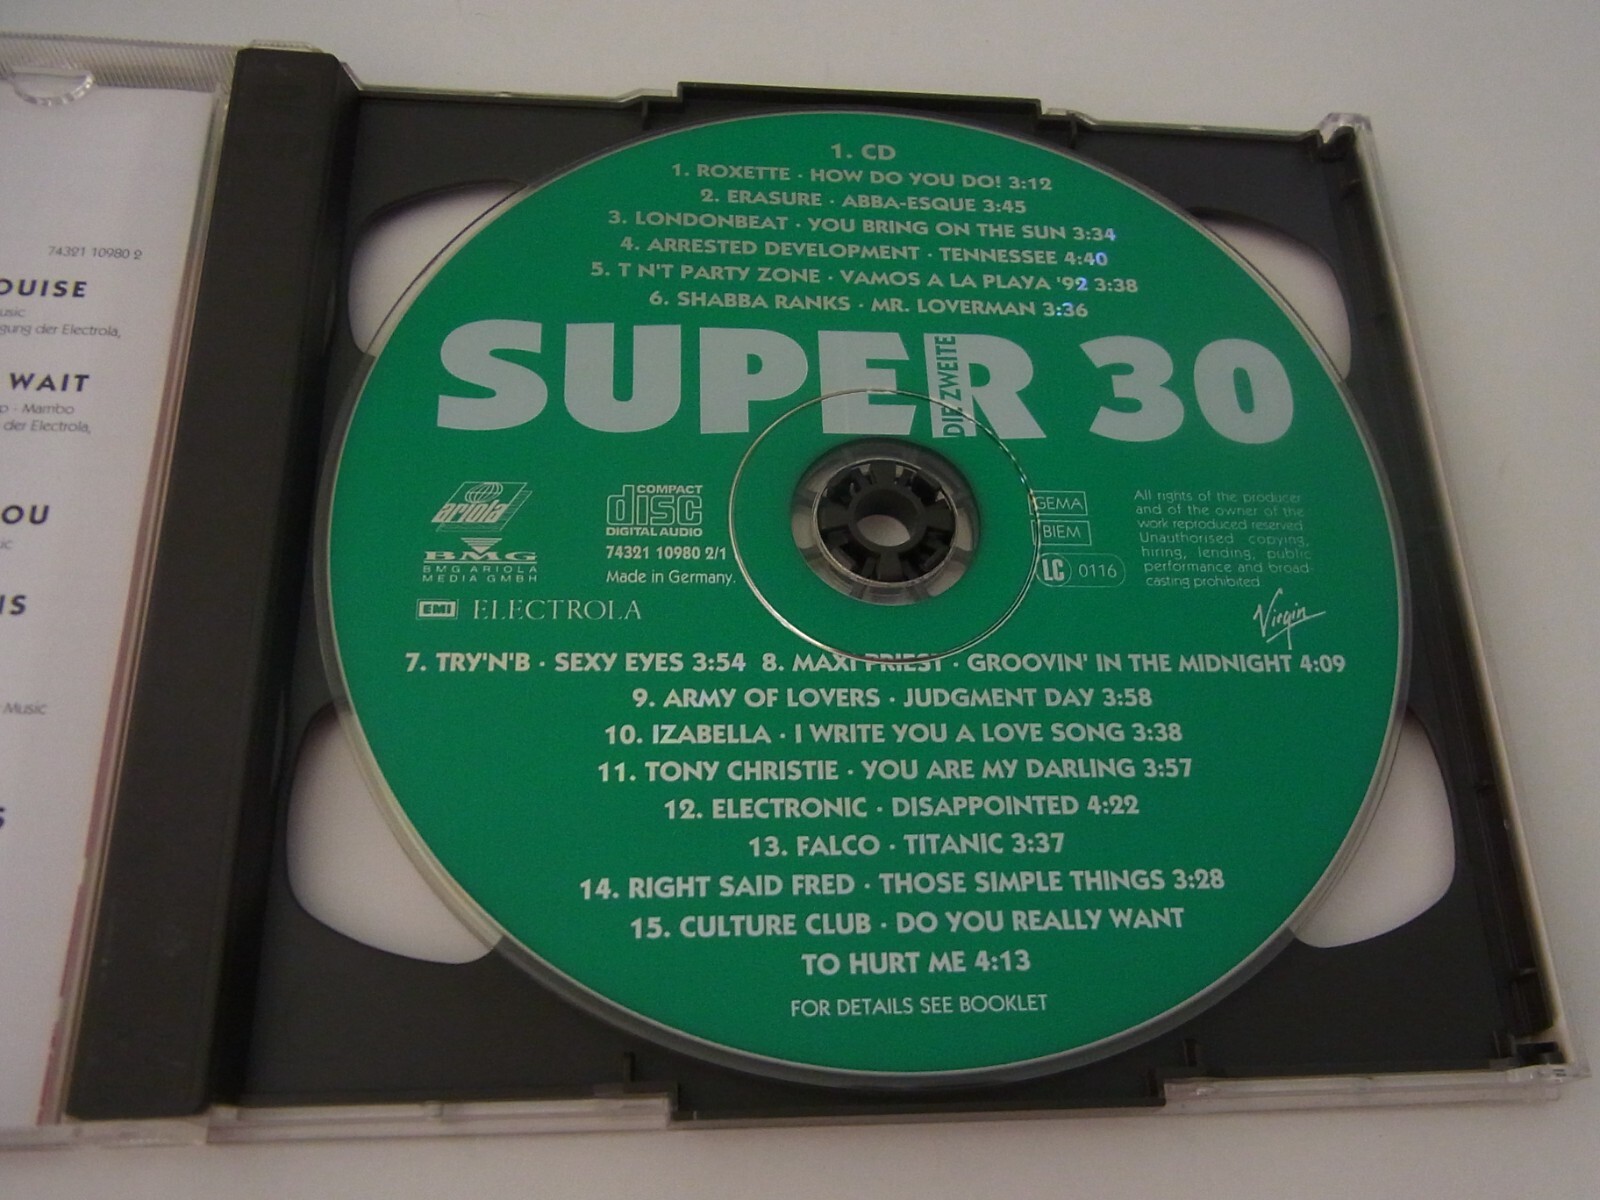 74321 10980 2
OUISE
usic
gung der Electrola,
WAIT
p - Mambo
der Electrola,
OU
ic
IS
Music
S
1. CD
1. ROXETTE · HOW DO YOU DO! 3:12
2. ERASURE · ABBA-ESQUE 3:45
3. LONDONBEAT · YOU BRING ON THE SUN 3:34
4. ARRESTED DEVELOPMENT · TENNESSEE 4:40
5. T N'T PARTY ZONE · VAMOS A LA PLAYA '92 3:38
6. SHABBA RANKS · MR. LOVERMAN 3:36
SUPER 30
DIE ZWEITE
ariola
BMG
BMG ARIOLA
MEDIA GMBH
EMI ELECTROLA
COMPACT
disc
DIGITAL AUDIO
74321 10980 2/1
Made in Germany.
GEMA
BIEM
LC 0116
All rights of the producer
and of the owner of the
work reproduced reserved.
Unauthorised copying,
hiring, lending, public
performance and broad-
casting prohibited.
Virgin
7. TRY'N'B · SEXY EYES 3:54 8. MAXI PRIEST · GROOVIN' IN THE MIDNIGHT 4:09
9. ARMY OF LOVERS · JUDGMENT DAY 3:58
10. IZABELLA · I WRITE YOU A LOVE SONG 3:38
11. TONY CHRISTIE · YOU ARE MY DARLING 3:57
12. ELECTRONIC · DISAPPOINTED 4:22
13. FALCO · TITANIC 3:37
14. RIGHT SAID FRED · THOSE SIMPLE THINGS 3:28
15. CULTURE CLUB · DO YOU REALLY WANT
TO HURT ME 4:13
FOR DETAILS SEE BOOKLET